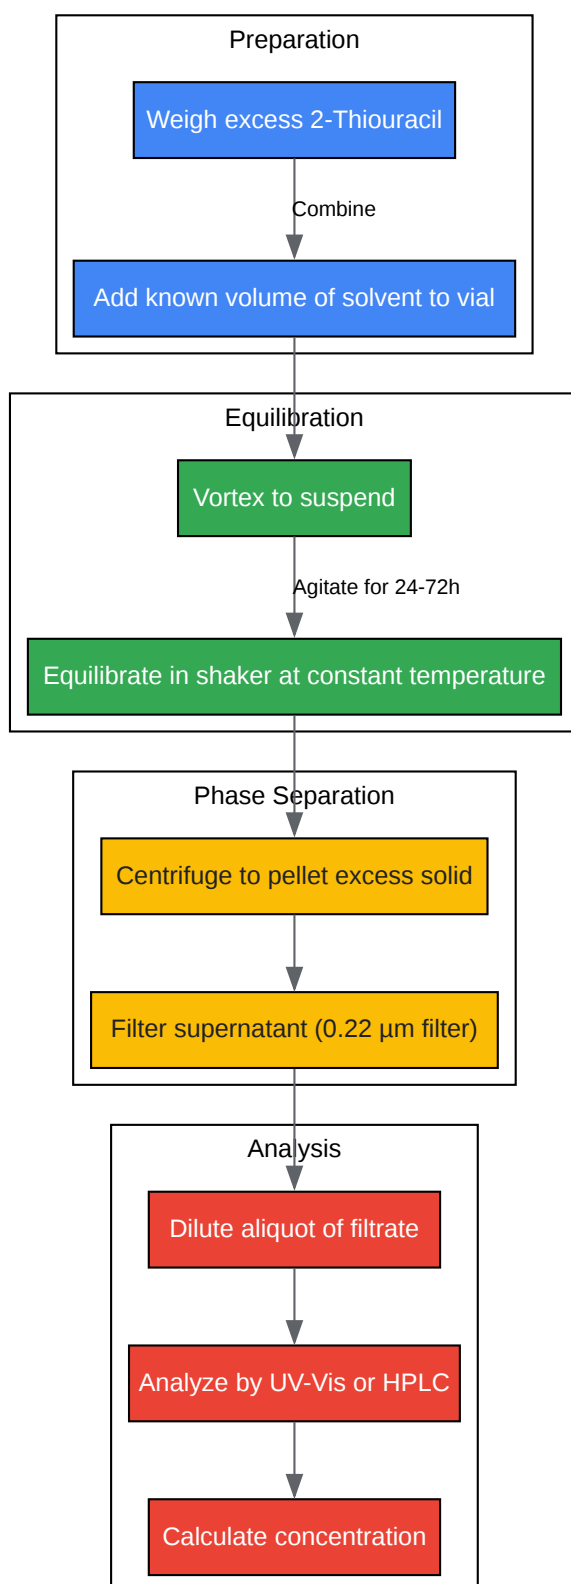 Preparation
Weigh excess 2-Thiouracil
Combine
Add known volume of solvent to vial
Equilibration
Vortex to suspend
Agitate for 24-72h
Equilibrate in shaker at constant temperature
Phase Separation
Centrifuge to pellet excess solid
Filter supernatant (0.22 µm filter)
Analysis
Dilute aliquot of filtrate
Analyze by UV-Vis or HPLC
Calculate concentration